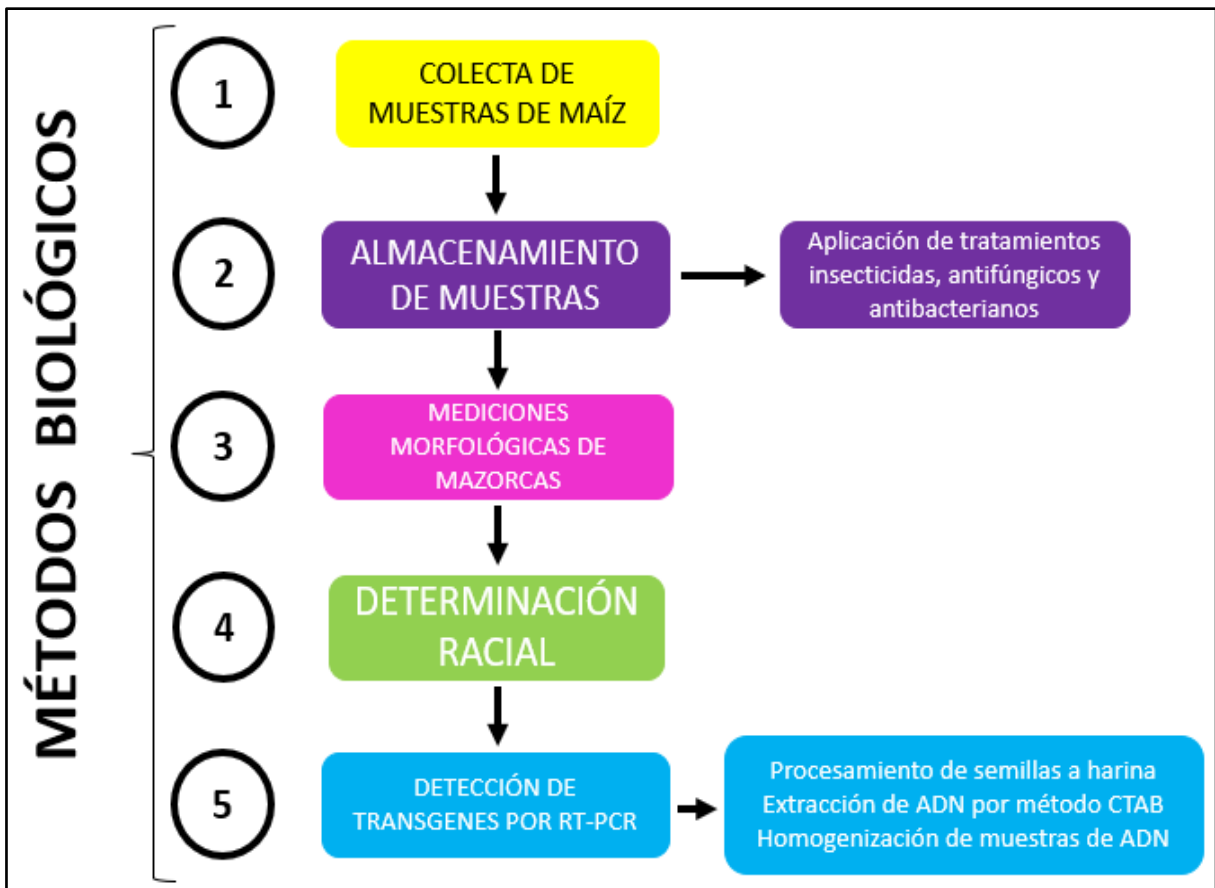 MÉTODOS BIOLÓGICOS
1
COLECTA DE
MUESTRAS DE MAÍZ
2
ALMACENAMIENTO
DE MUESTRAS
Aplicación de tratamientos
insecticidas, antifúngicos y
antibacterianos
3
MEDICIONES
MORFOLÓGICAS DE
MAZORCAS
4
DETERMINACIÓN
RACIAL
5
DETECCIÓN DE
TRANSGENES POR RT-PCR
Procesamiento de semillas a harina
Extracción de ADN por método CTAB
Homogenización de muestras de ADN